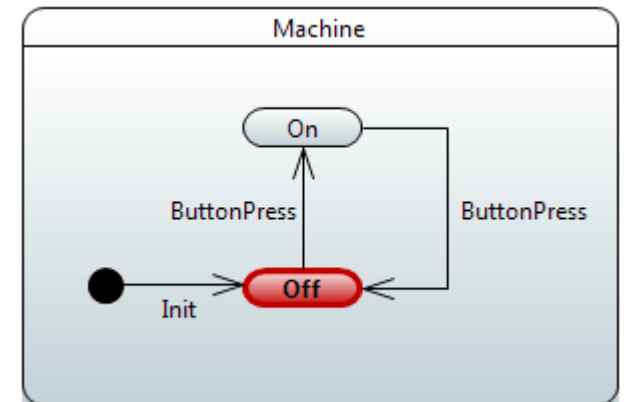 Machine
On
ButtonPress
ButtonPress
Off
Init